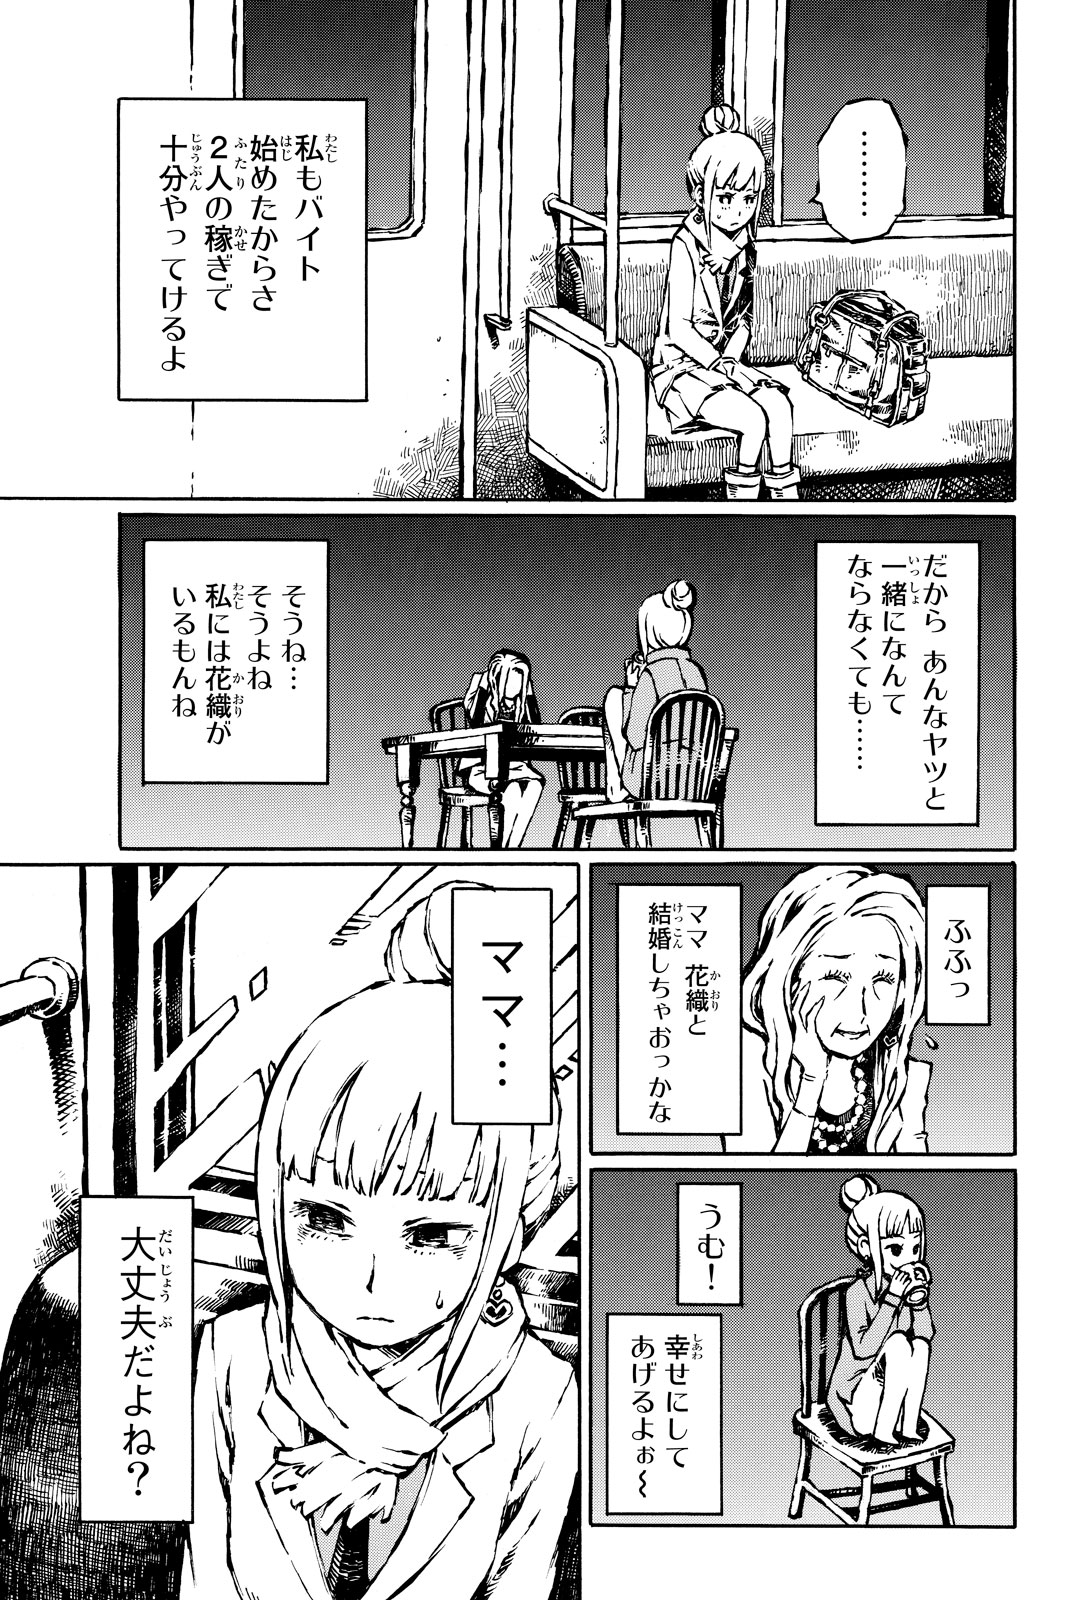 ………
私もバイト
始めたからさ
２人の稼ぎで
十分やってけるよ
だから あんなヤツと
一緒になんて
ならなくても……
そうね…
そうよね
私には花織が
いるもんね
ふふっ
ママ 花織と
結婚しちゃおっかな
うむ！
幸せにして
あげるよぉ〜
ママ…
大丈夫だよね？